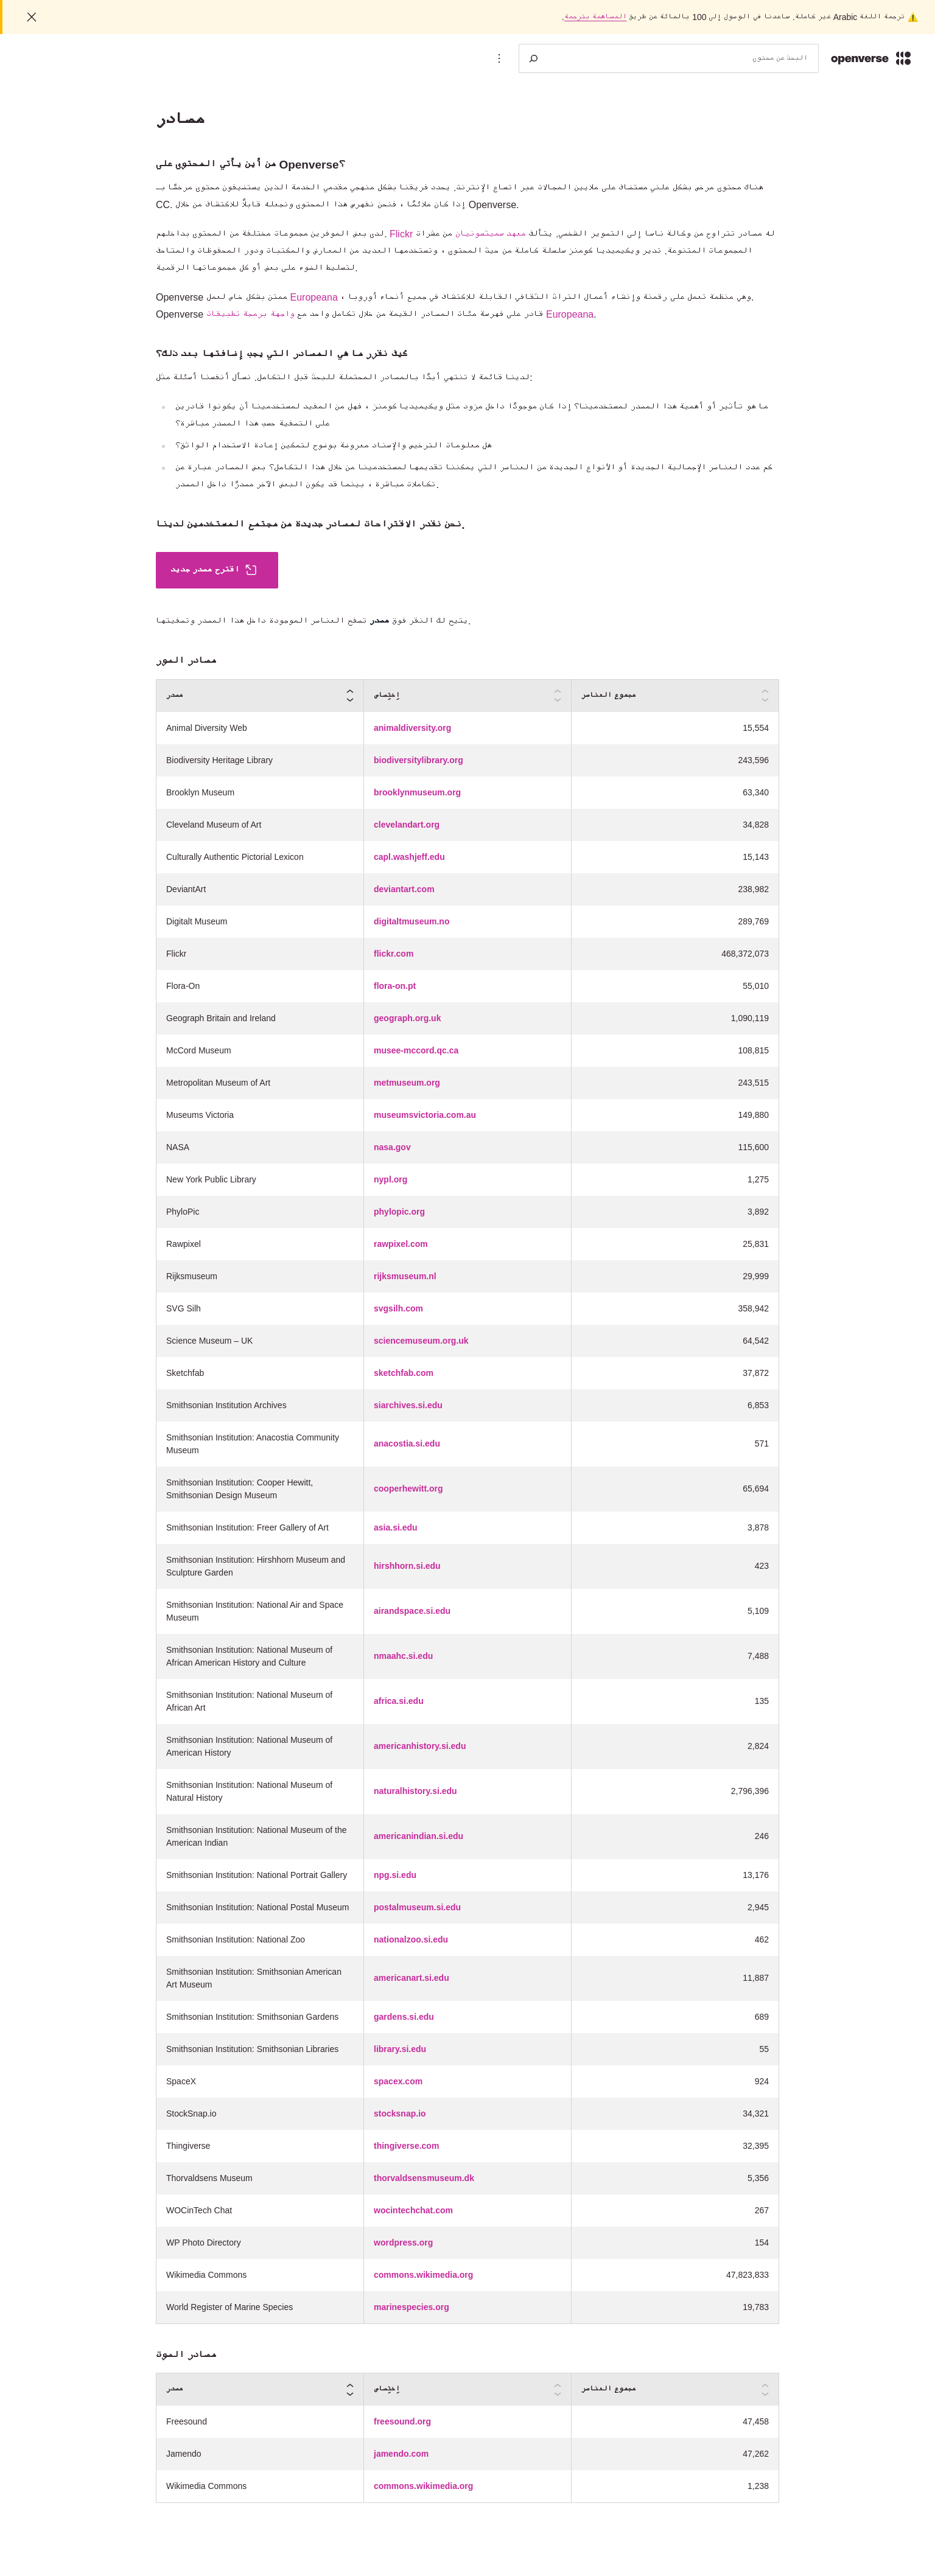 ⚠️ ترجمة اللغة Arabic غير كاملة. ساعدنا في الوصول إلى 100 بالمائة عن طريق المساهمة بترجمة.
openverse
البحث عن محتوى
مصادر
من أين يأتي المحتوى على Openverse؟
هناك محتوى مرخص بشكل علني مستضاف على ملايين المجالات عبر اتساع الإنترنت. يحدد فريقنا بشكل منهجي مقدمي الخدمة الذين يستضيفون محتوى مرخصًا بـ
CC. إذا كان ملائمًا ، فنحن نفهرس هذا المحتوى ونجعله قابلاً للاكتشاف من خلال Openverse.
لدى بعض الموفرين مجموعات مختلفة من المحتوى بداخلهم. Flickr له مصادر تتراوح من وكالة ناسا إلى التصوير الشخصي. يتألف معهد سميثسونيان من عشرات
المجموعات المتنوعة. تدير ويكيميديا كومنز سلسلة كاملة من حيث المحتوى ، وتستخدمها العديد من المعارض والمكتبات ودور المحفوظات والمتاحف
لتسليط الضوء على بعض أو كل مجموعاتها الرقمية.
Openverse ممتن بشكل خاص لعمل Europeana ، وهي منظمة تعمل على رقمنة وإنشاء أعمال التراث الثقافي القابلة للاكتشاف في جميع أنحاء أوروبا.
Openverse قادر على فهرسة مئات المصادر القيمة من خلال تكامل واحد مع واجهة برمجة تطبيقات Europeana.
كيف نقرر ما هي المصادر التي يجب إضافتها بعد ذلك؟
لدينا قائمة لا تنتهي أبدًا بالمصادر المحتملة للبحث قبل التكامل. نسأل أنفسنا أسئلة مثل:
ما هو تأثير أو أهمية هذا المصدر لمستخدمينا؟ إذا كان موجودًا داخل مزود مثل ويكيميديا كومنز ، فهل من المفيد لمستخدمينا أن يكونوا قادرين
على التصفية حسب هذا المصدر مباشرة؟
هل معلومات الترخيص والإسناد معروضة بوضوح لتمكين إعادة الاستخدام الواثق؟
كم عدد العناصر الإجمالية الجديدة أو الأنواع الجديدة من العناصر التي يمكننا تقديمها لمستخدمينا من خلال هذا التكامل؟ بعض المصادر عبارة عن
تكاملات مباشرة ، بينما قد يكون البعض الآخر مصدرًا داخل المصدر.
نحن نقدر الاقتراحات لمصادر جديدة من مجتمع المستخدمين لدينا.
اقترح مصدر جديد
يتيح لك النقر فوق مصدر تصفح العناصر الموجودة داخل هذا المصدر وتصفيتها.
مصادر الصور
مصدر إختِصاص مجموع العناصر
Animal Diversity Web animaldiversity.org 15,554
Biodiversity Heritage Library biodiversitylibrary.org 243,596
Brooklyn Museum brooklynmuseum.org 63,340
Cleveland Museum of Art clevelandart.org 34,828
Culturally Authentic Pictorial Lexicon capl.washjeff.edu 15,143
DeviantArt deviantart.com 238,982
Digitalt Museum digitaltmuseum.no 289,769
Flickr flickr.com 468,372,073
Flora-On flora-on.pt 55,010
Geograph Britain and Ireland geograph.org.uk 1,090,119
McCord Museum musee-mccord.qc.ca 108,815
Metropolitan Museum of Art metmuseum.org 243,515
Museums Victoria museumsvictoria.com.au 149,880
NASA nasa.gov 115,600
New York Public Library nypl.org 1,275
PhyloPic phylopic.org 3,892
Rawpixel rawpixel.com 25,831
Rijksmuseum rijksmuseum.nl 29,999
SVG Silh svgsilh.com 358,942
Science Museum – UK sciencemuseum.org.uk 64,542
Sketchfab sketchfab.com 37,872
Smithsonian Institution Archives siarchives.si.edu 6,853
Smithsonian Institution: Anacostia Community
Museum anacostia.si.edu 571
Smithsonian Institution: Cooper Hewitt,
Smithsonian Design Museum cooperhewitt.org 65,694
Smithsonian Institution: Freer Gallery of Art asia.si.edu 3,878
Smithsonian Institution: Hirshhorn Museum and
Sculpture Garden hirshhorn.si.edu 423
Smithsonian Institution: National Air and Space
Museum airandspace.si.edu 5,109
Smithsonian Institution: National Museum of
African American History and Culture nmaahc.si.edu 7,488
Smithsonian Institution: National Museum of
African Art africa.si.edu 135
Smithsonian Institution: National Museum of
American History americanhistory.si.edu 2,824
Smithsonian Institution: National Museum of
Natural History naturalhistory.si.edu 2,796,396
Smithsonian Institution: National Museum of the
American Indian americanindian.si.edu 246
Smithsonian Institution: National Portrait Gallery npg.si.edu 13,176
Smithsonian Institution: National Postal Museum postalmuseum.si.edu 2,945
Smithsonian Institution: National Zoo nationalzoo.si.edu 462
Smithsonian Institution: Smithsonian American
Art Museum americanart.si.edu 11,887
Smithsonian Institution: Smithsonian Gardens gardens.si.edu 689
Smithsonian Institution: Smithsonian Libraries library.si.edu 55
SpaceX spacex.com 924
StockSnap.io stocksnap.io 34,321
Thingiverse thingiverse.com 32,395
Thorvaldsens Museum thorvaldsensmuseum.dk 5,356
WOCinTech Chat wocintechchat.com 267
WP Photo Directory wordpress.org 154
Wikimedia Commons commons.wikimedia.org 47,823,833
World Register of Marine Species marinespecies.org 19,783
مصادر الصوت
مصدر إختِصاص مجموع العناصر
Freesound freesound.org 47,458
Jamendo jamendo.com 47,262
Wikimedia Commons commons.wikimedia.org 1,238